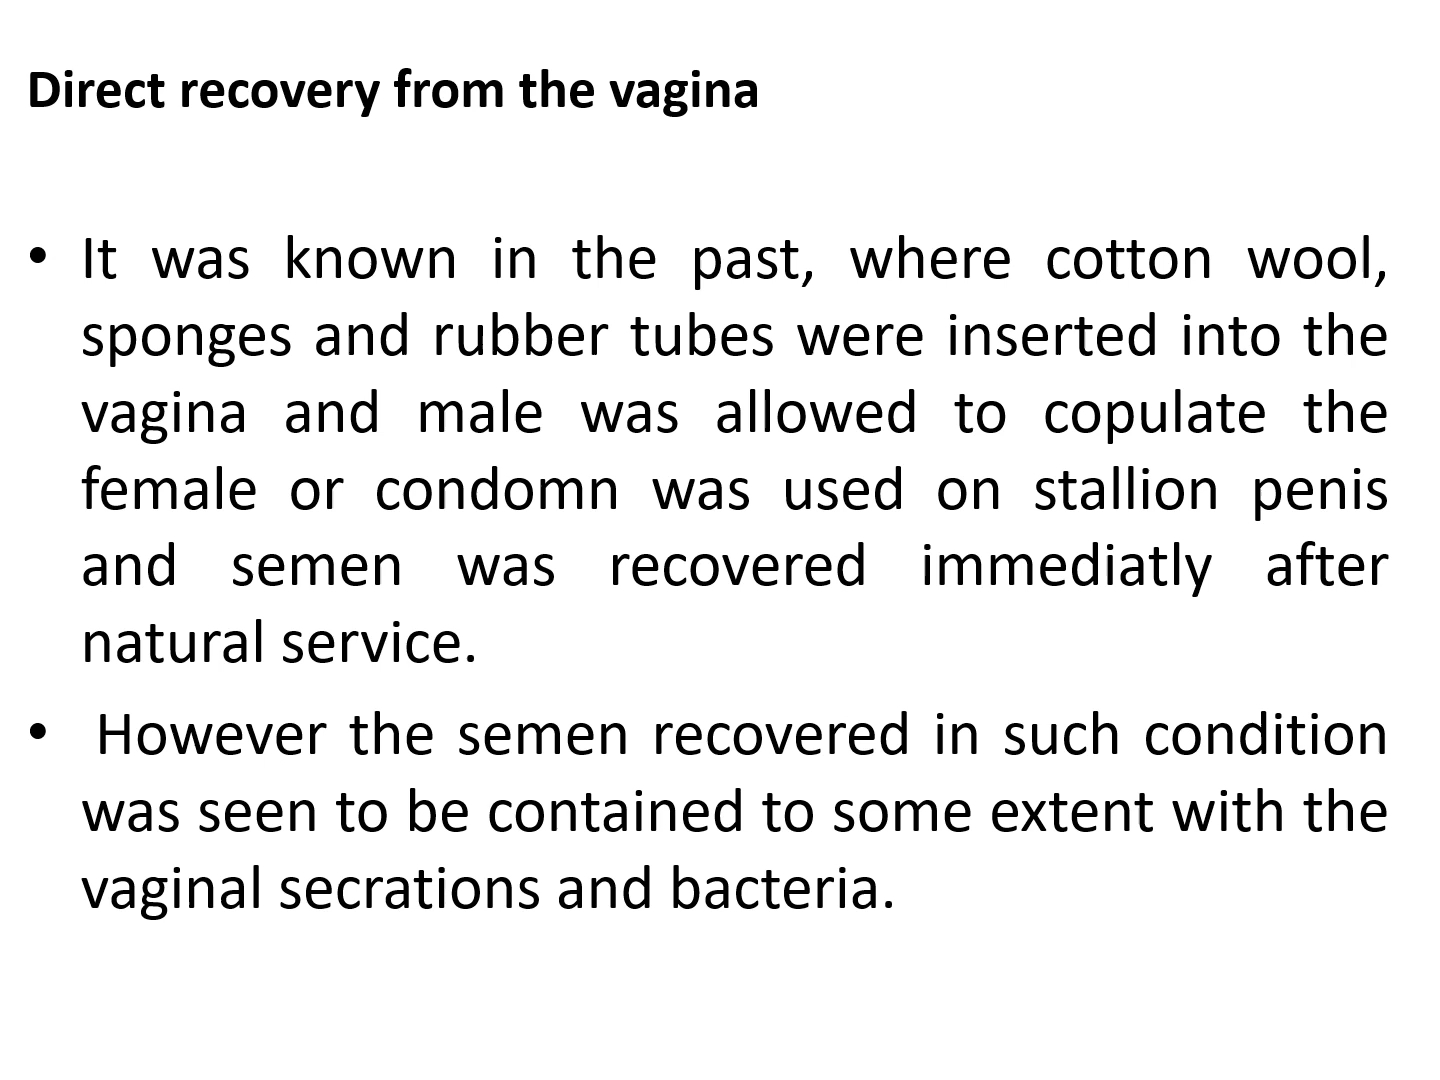 Direct recovery from the vagina
• It was known in the past, where cotton wool,
sponges and rubber tubes were inserted into the
vagina and male was allowed to copulate the
female or condomn was used on stallion penis
and semen was recovered immediatly after
natural service.
• However the semen recovered in such condition
was seen to be contained to some extent with the
vaginal secrations and bacteria.